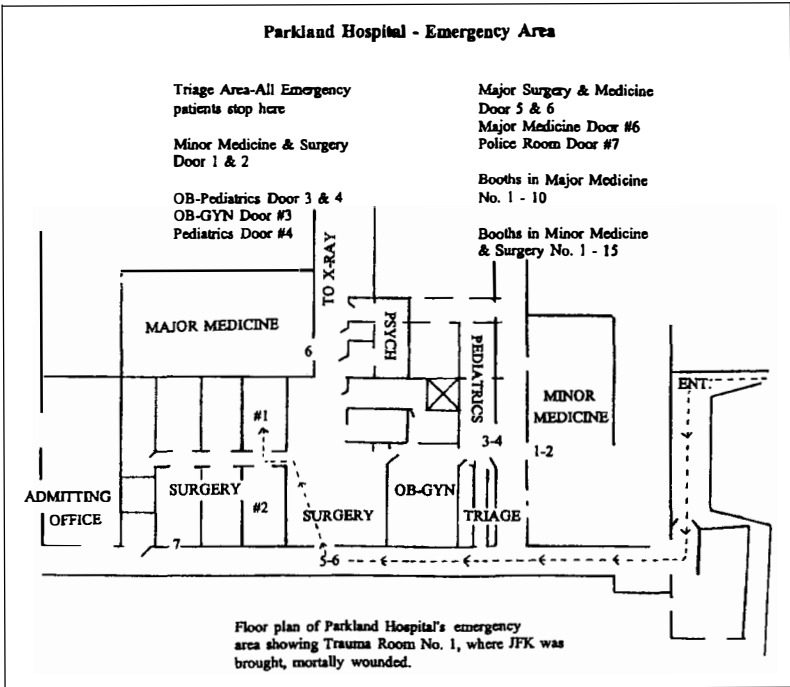 Parkland Hospital - Emergency Area
Triage Area-All Emergency
patients stop here
Minor Medicine & Surgery
Door 1 & 2
OB-Pediatrics Door 3 & 4
OB-GYN Door #3
Pediatrics Door #4
Major Surgery & Medicine
Door 5 & 6
Major Medicine Door #6
Police Room Door #7
Booths in Major Medicine
No. 1 - 10
Booths in Minor Medicine
& Surgery No. 1 - 15
TO X-RAY
MAJOR MEDICINE
6
PSYCH
PEDIATRICS
MINOR
MEDICINE
ENT.
#1
3-4
1-2
ADMITTING
OFFICE
SURGERY
#2
SURGERY
OB-GYN
TRIAGE
7
5-6
Floor plan of Parkland Hospital's emergency
area showing Trauma Room No. 1, where JFK was
brought, mortally wounded.